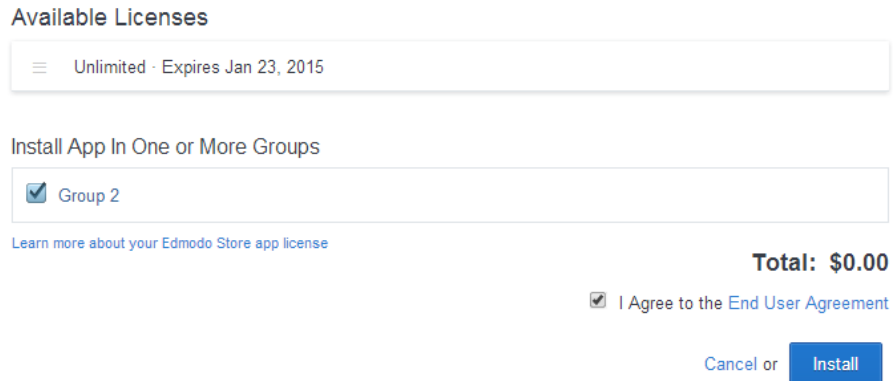 Available Licenses
Unlimited · Expires Jan 23, 2015
Install App In One or More Groups
Group 2
Learn more about your Edmodo Store app license
Total: $0.00
I Agree to the End User Agreement
Cancel or Install